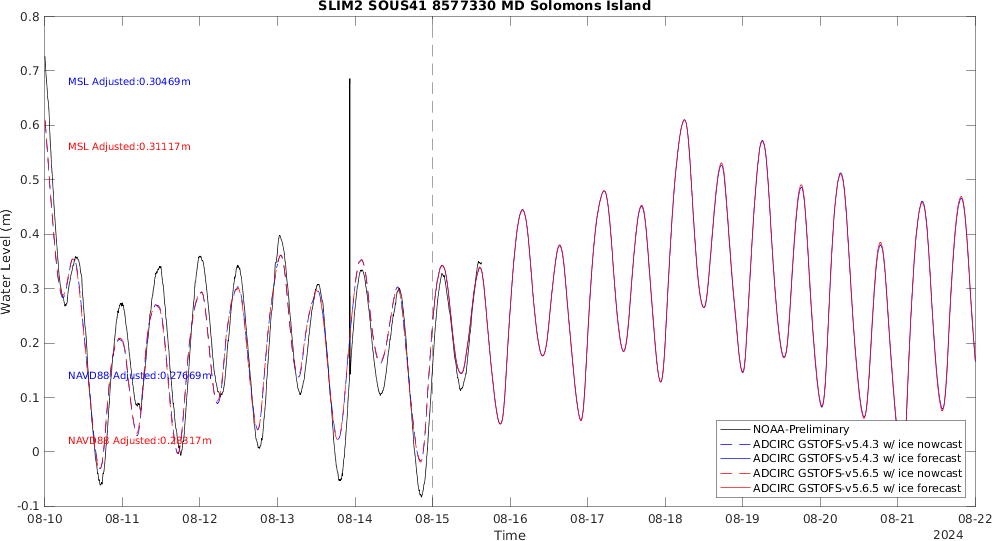 SLIM2 SOUS41 8577330 MD Solomons Island
0.8
0.7
0.6
0.5
0.4
0.3
0.2
0.1
0
-0.1
Water Level (m)
MSL Adjusted:0.30469m
MSL Adjusted:0.31117m
NAVD88 Adjusted:0.27669m
NAVD88 Adjusted:0.28317m
NOAA-Preliminary
ADCIRC GSTOFS-v5.4.3 w/ ice nowcast
ADCIRC GSTOFS-v5.4.3 w/ ice forecast
ADCIRC GSTOFS-v5.6.5 w/ ice nowcast
ADCIRC GSTOFS-v5.6.5 w/ ice forecast
08-10 08-11 08-12 08-13 08-14 08-15 08-16 08-17 08-18 08-19 08-20 08-21 08-22
Time
2024